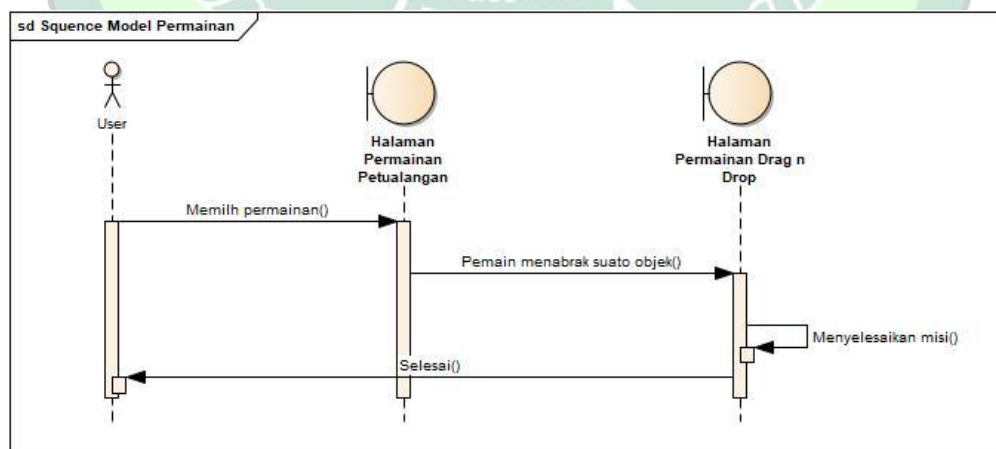 sd Squence Model Permainan
User
Halaman
Permainan
Petualangan
Halaman
Permainan Drag n
Drop
Memilh permainan()
Pemain menabrak suato objek()
Menyelesaikan misi()
Selesai()